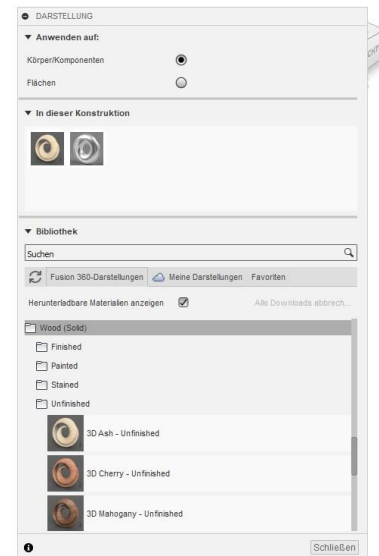 DARSTELLUNG
Anwenden auf:
Körper/Komponenten
Flächen
In dieser Konstruktion
Bibliothek
Suchen
Fusion 360-Darstellungen Meine Darstellungen Favoriten
Herunterladbare Materialien anzeigen Alle Downloads abbrech...
Wood (Solid)
Finished
Painted
Stained
Unfinished
3D Ash - Unfinished
3D Cherry - Unfinished
3D Mahogany - Unfinished
Schließen